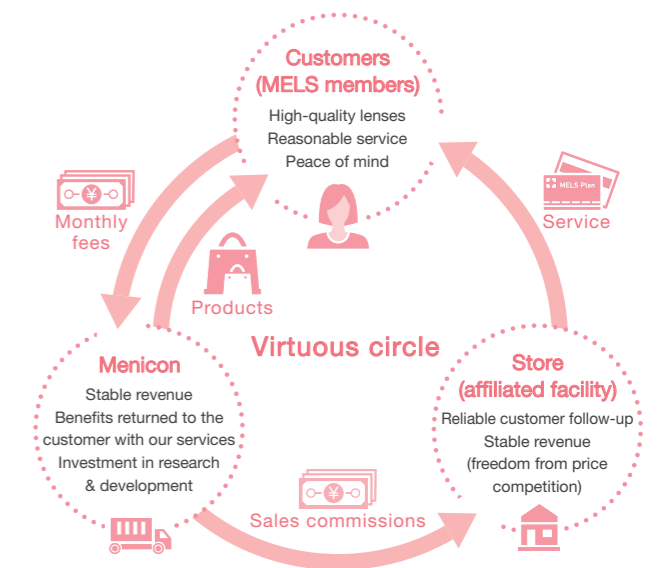 Customers
(MELS members)
High-quality lenses
Reasonable service
Peace of mind
¥
Monthly
fees
Products
MELS Plan
Service
Virtuous circle
Menicon
Stable revenue
Benefits returned to the
customer with our services
Investment in research
& development
Store
(affiliated facility)
Reliable customer follow-up
Stable revenue
(freedom from price
competition)
¥
Sales commissions